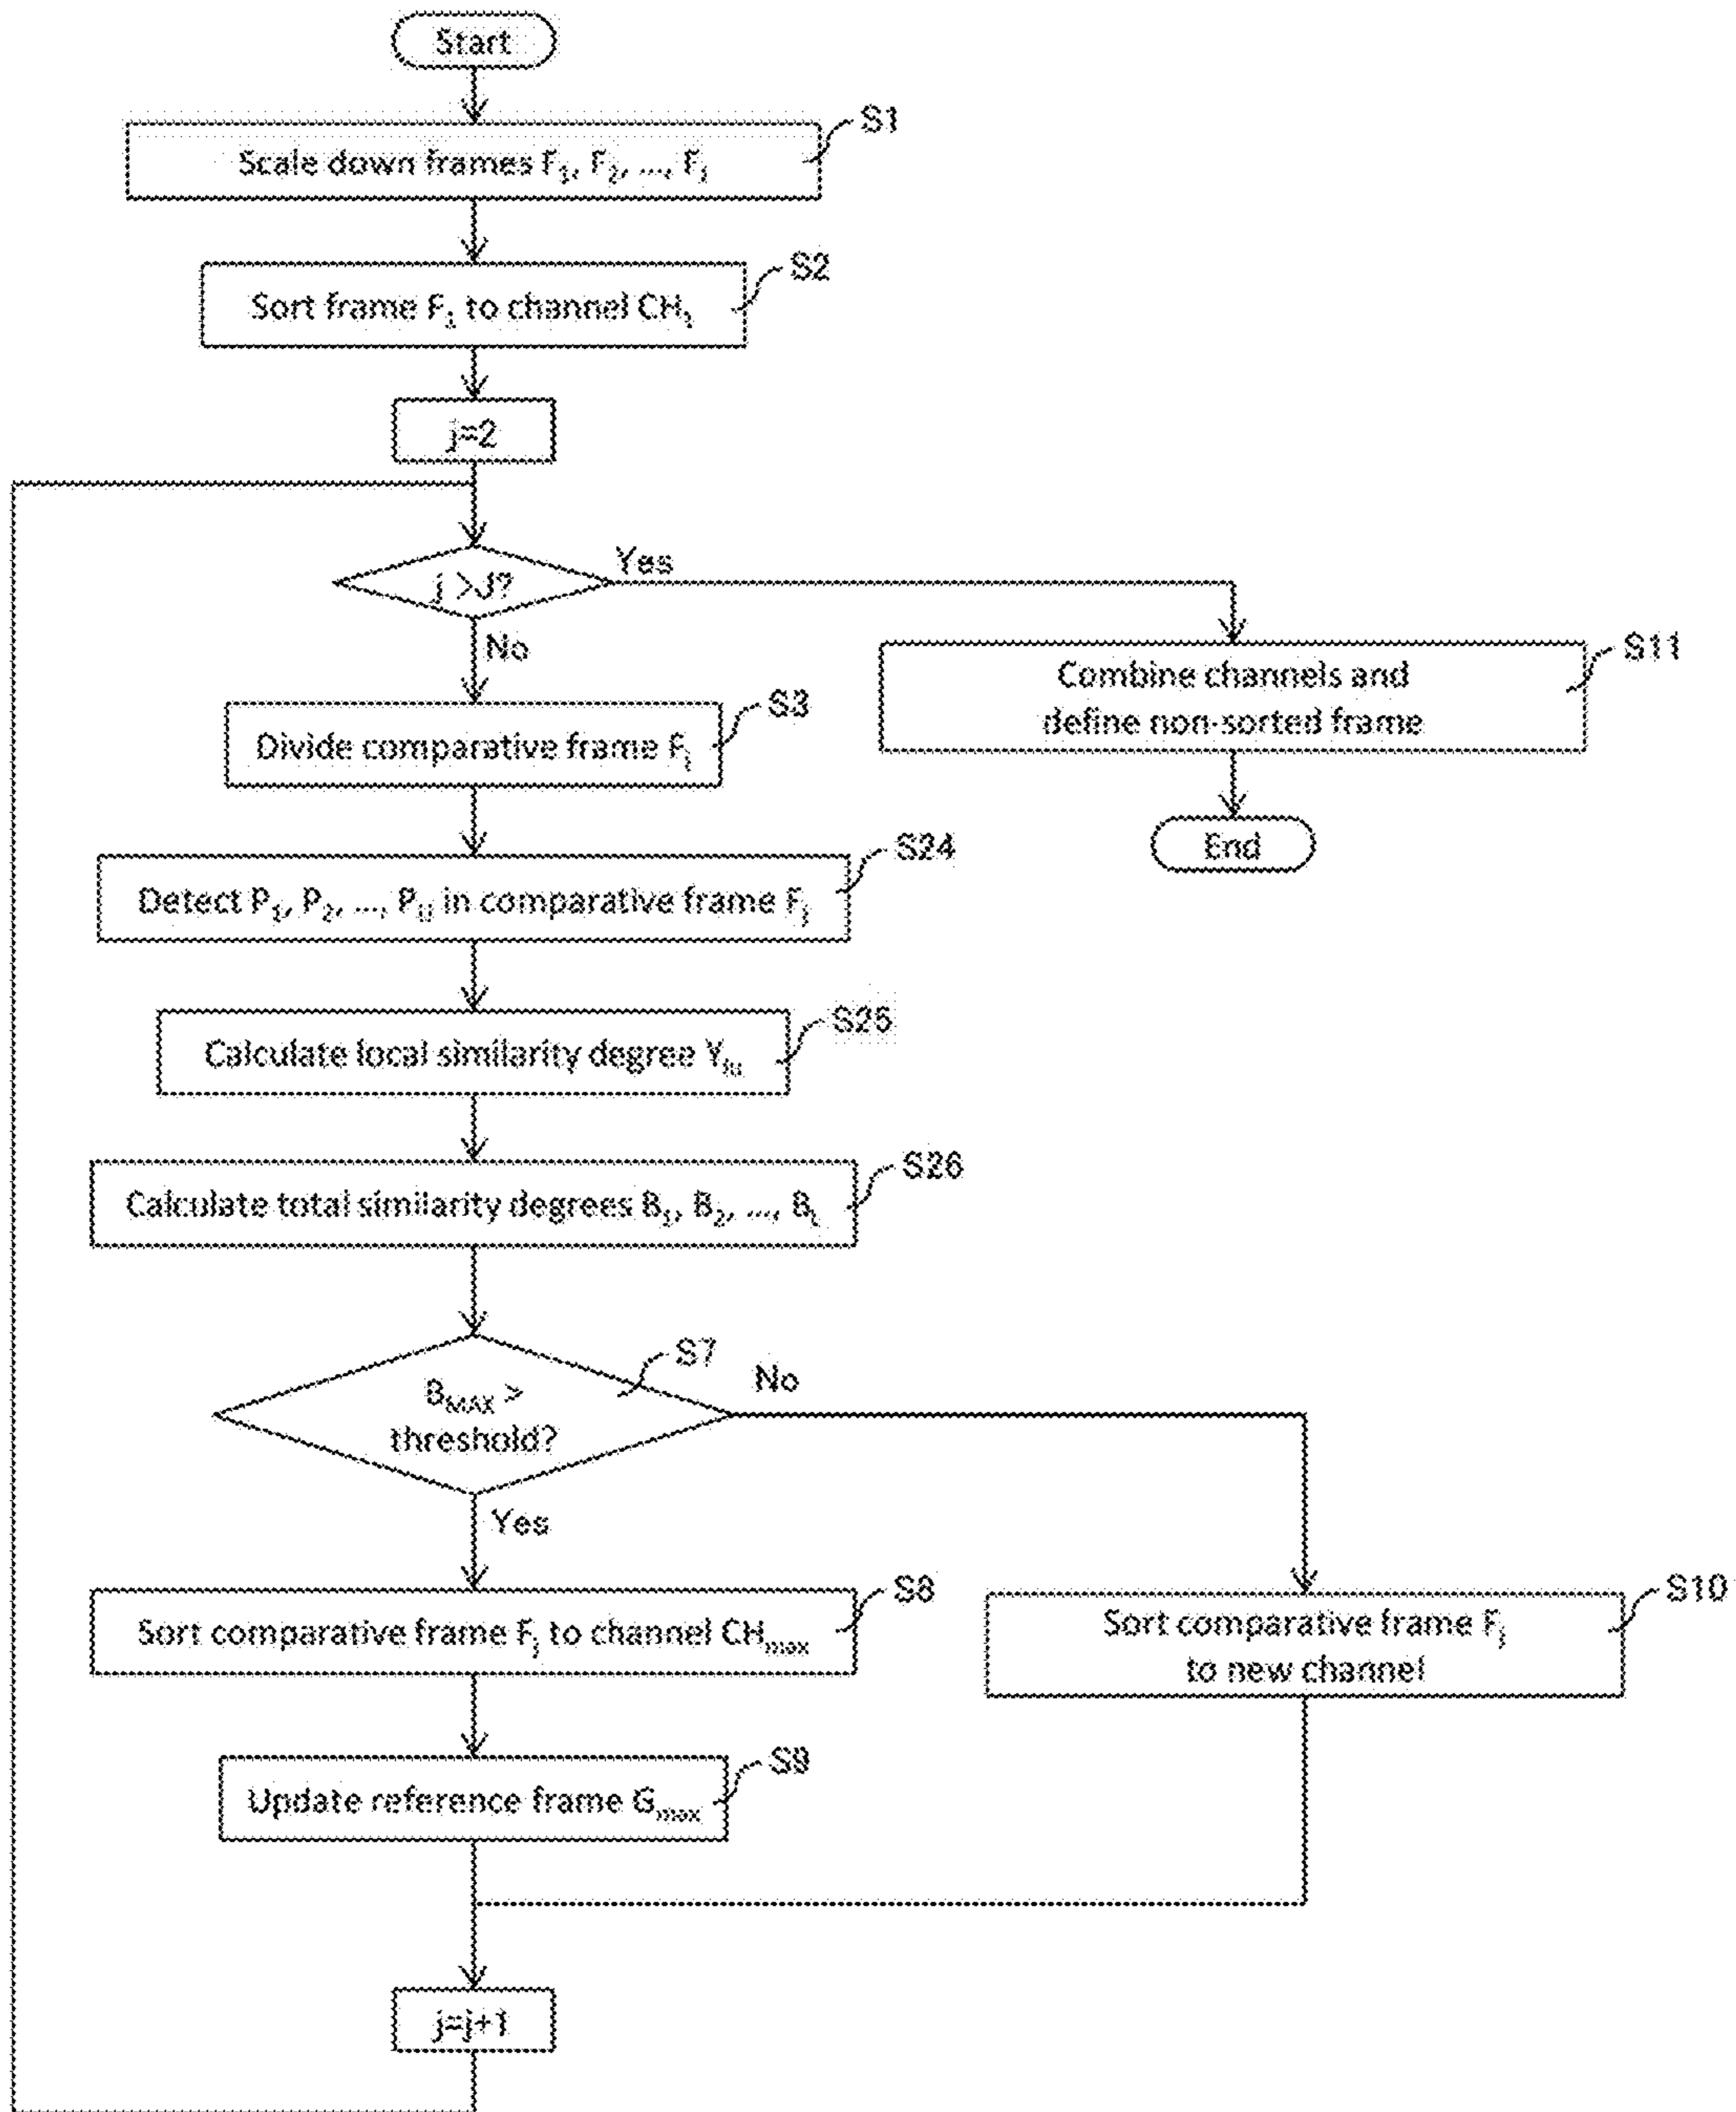 Start
S1
Scale down frames F1, F2, ..., FJ
S2
Sort frame F1 to channel CH1
j=2
j >J?
Yes
No
S11
Combine channels and
define non-sorted frame
End
S3
Divide comparative frame Fj
S24
Detect P1, P2, ..., PU in comparative frame Fj
S25
Calculate local similarity degree Yiu
S26
Calculate total similarity degrees B1, B2, ..., BL
S7
BMAX >
threshold?
No
Yes
S8
Sort comparative frame Fj to channel CHmax
S10
Sort comparative frame Fj
to new channel
S9
Update reference frame Gmax
j=j+1